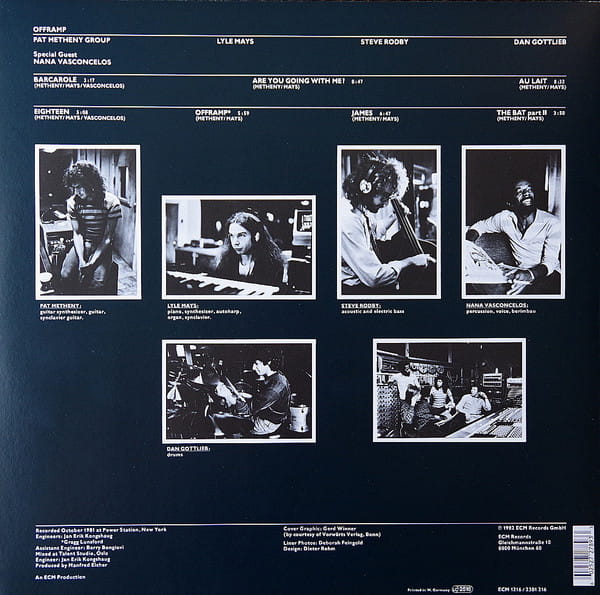 OFFRAMP
PAT METHENY GROUP LYLE MAYS STEVE RODBY DAN GOTTLIEB
Special Guest
NANA VASCONCELOS
BARCAROLE 3:17 ARE YOU GOING WITH ME? 8:47 AU LAIT 8:32
(METHENY/MAYS/VASCONCELOS) (METHENY/MAYS) (METHENY/MAYS)
EIGHTEEN 5:08 OFFRAMP* 5:59 JAMES 6:47 THE BAT part II 3:50
(METHENY/MAYS/VASCONCELOS) (METHENY/MAYS) (METHENY/MAYS) (METHENY/MAYS)
PAT METHENY:
guitar synthesizer, guitar,
synclavier guitar.
LYLE MAYS:
piano, synthesizer, autoharp,
organ, synclavier.
STEVE RODBY:
acoustic and electric bass
NANA VASCONCELOS:
percussion, voice, berimbau
DAN GOTTLIEB:
drums
Recorded October 1981 at Power Station, New York
Engineers: Jan Erik Kongshaug
*Gragg Lunsford
Assistant Engineer: Barry Bongiovi
Mixed at Talent Studio, Oslo
Engineer: Jan Erik Kongshaug
Produced by Manfred Eicher
An ECM Production
Cover Graphic: Gerd Winner
(by courtesy of Vorwärts Verlag, Bonn)
Liner Photos: Deborah Feingold
Design: Dieter Rehm
Printed in W. Germany
℗ 1982 ECM Records GmbH
ECM Records
Gleichmannstraße 10
8000 München 60
ECM 1216 / 2301 216